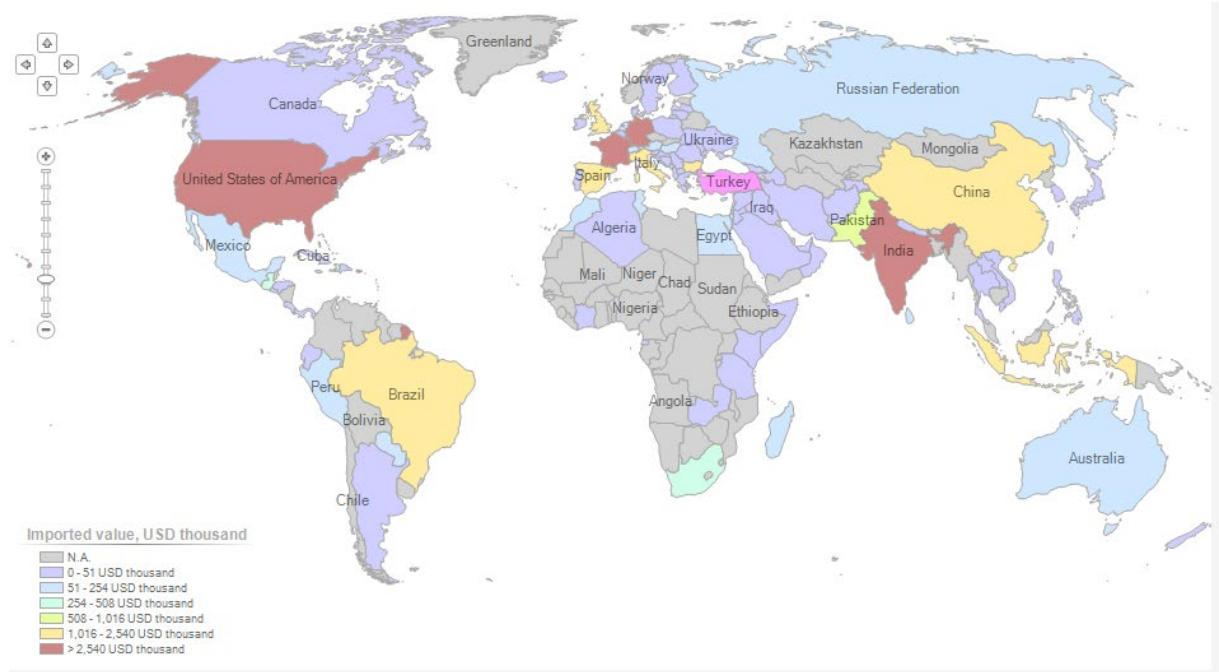 Greenland
Norway
Russian Federation
Canada
Ukraine
Kazakhstan
Mongolia
Italy
Spain
Turkey
United States of America
China
Iraq
Pakistan
Algeria
Egypt
Mexico
India
Cuba
Mali
Niger
Chad
Sudan
Nigeria
Ethiopia
Peru
Brazil
Angola
Bolivia
Australia
Chile
Imported value, USD thousand
N.A.
0 - 51 USD thousand
51 - 254 USD thousand
254 - 508 USD thousand
508 - 1,016 USD thousand
1,016 - 2,540 USD thousand
> 2,540 USD thousand